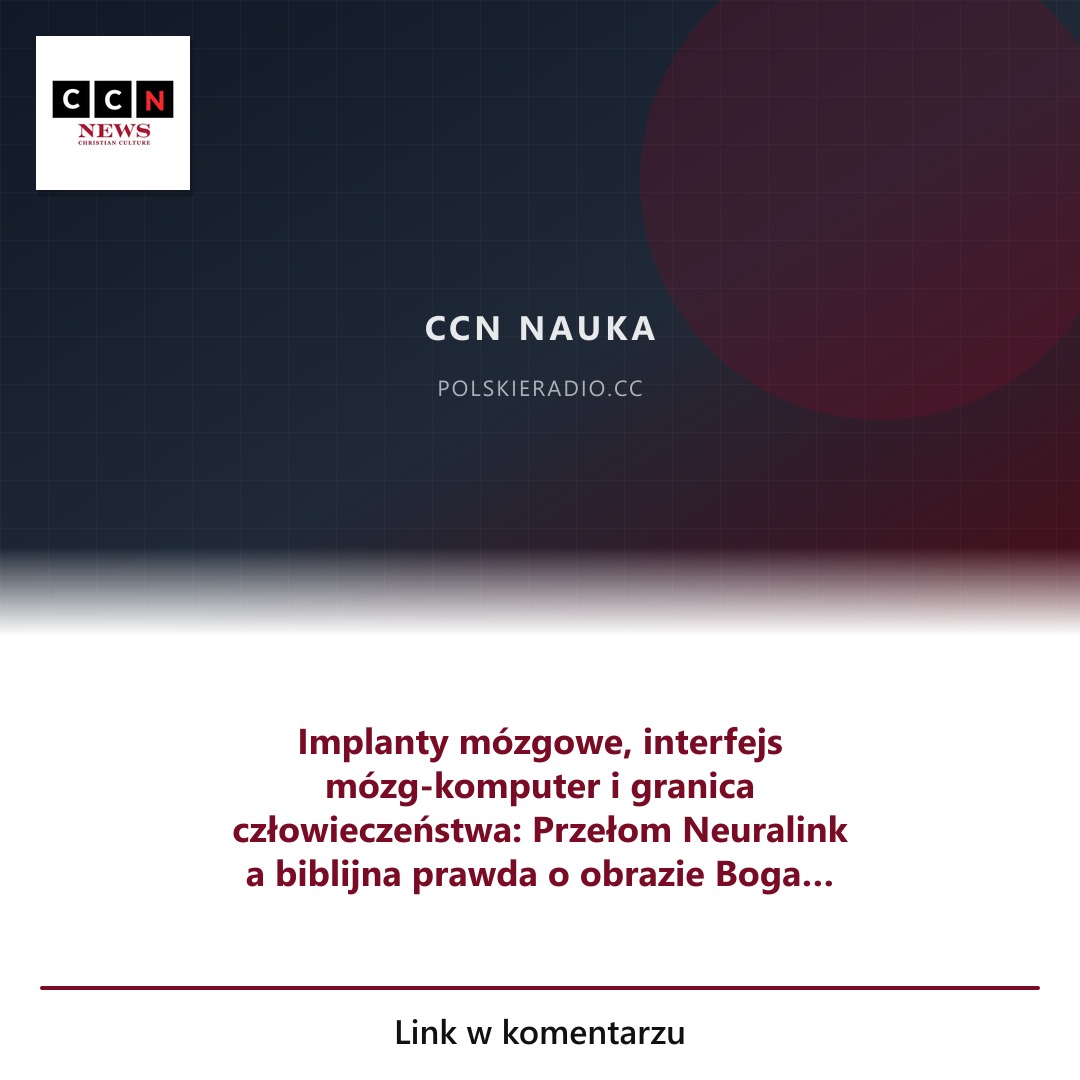 CCN
NEWS
CHRISTIAN CULTURE
CCN NAUKA
POLSKIERADIO.CC
Implanty mózgowe, interfejs
mózg-komputer i granica
człowieczeństwa: Przełom Neuralink
a biblijna prawda o obrazie Boga...
Link w komentarzu